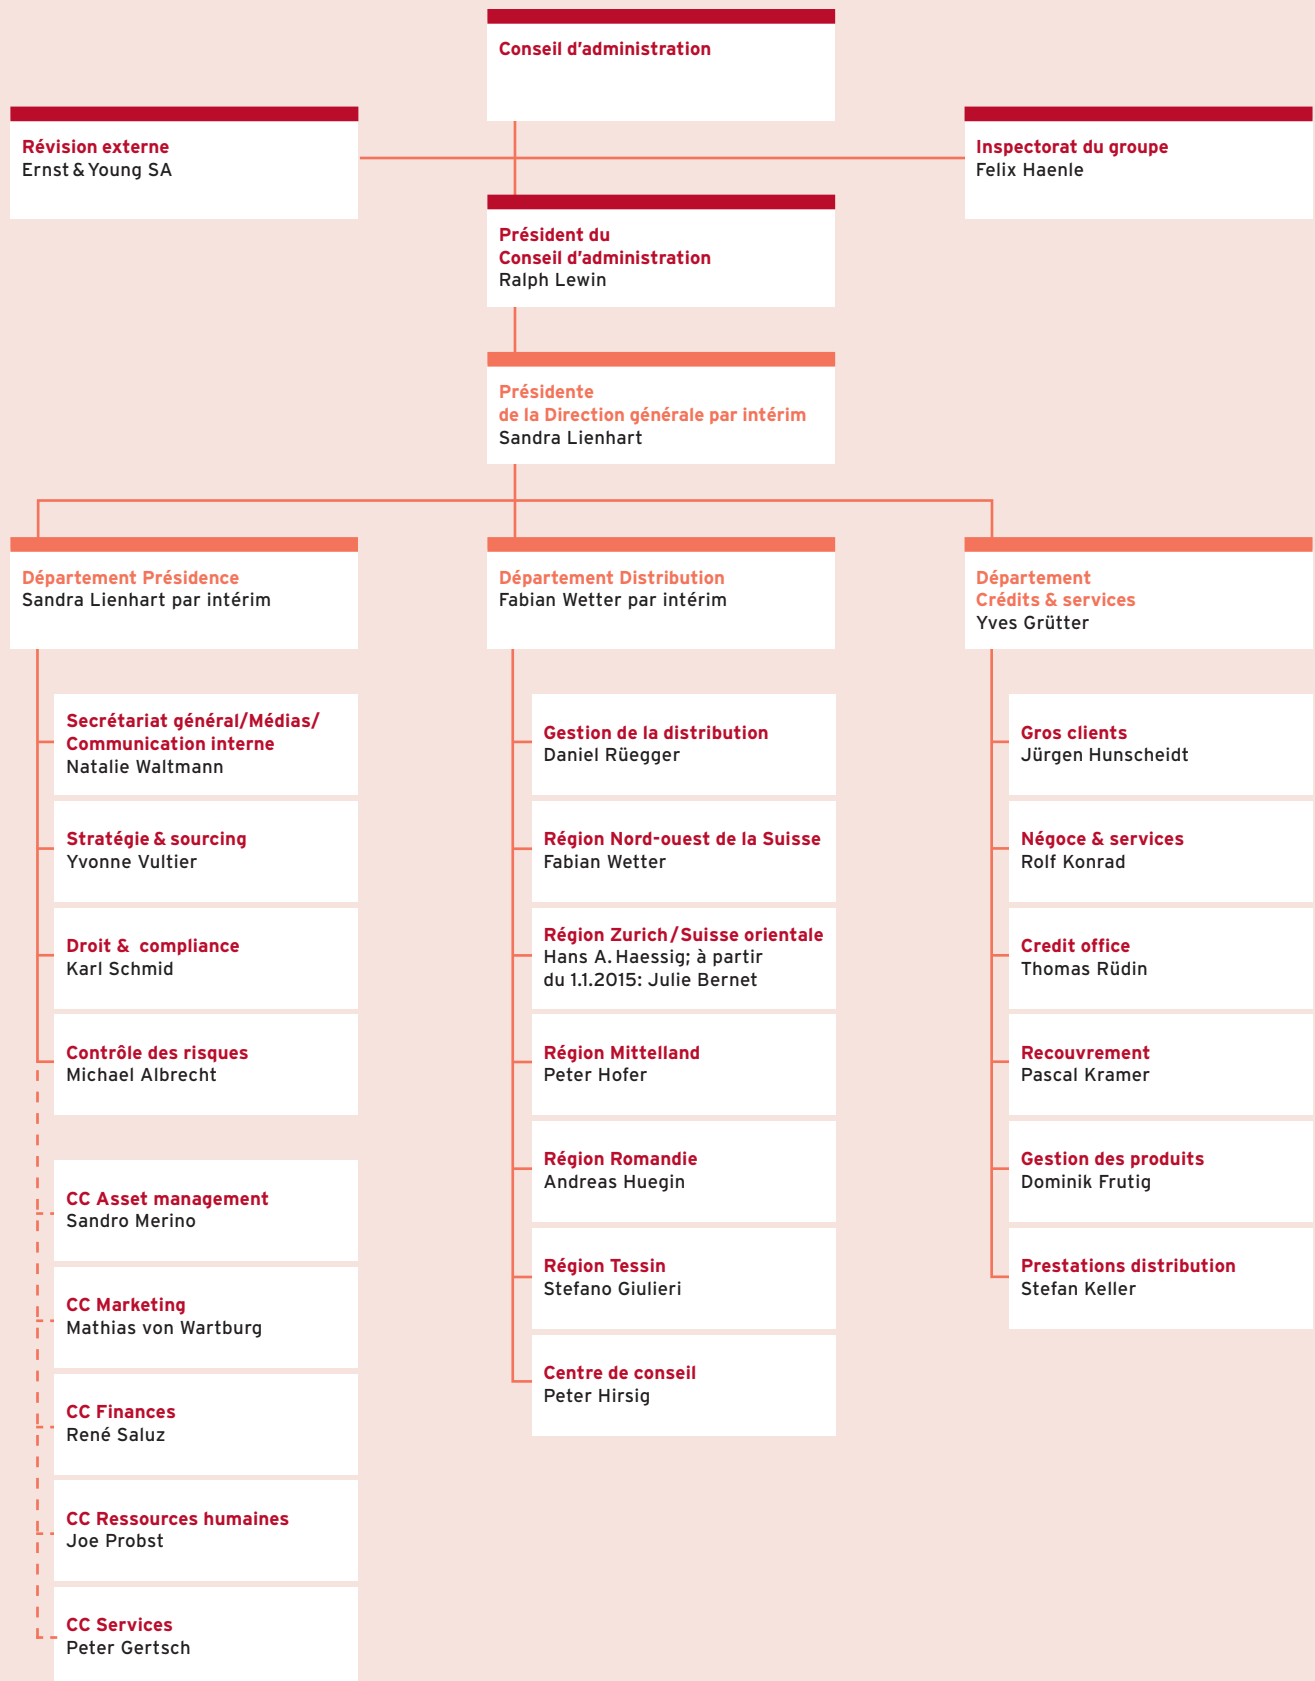 Conseil d'administration
Révision externe
Ernst & Young SA
Inspectorat du groupe
Felix Haenle
Président du
Conseil d'administration
Ralph Lewin
Présidente
de la Direction générale par intérim
Sandra Lienhart
Département Présidence
Sandra Lienhart par intérim
Secrétariat général/Médias/
Communication interne
Natalie Waltmann
Stratégie & sourcing
Yvonne Vultier
Droit & compliance
Karl Schmid
Contrôle des risques
Michael Albrecht
CC Asset management
Sandro Merino
CC Marketing
Mathias von Wartburg
CC Finances
René Saluz
CC Ressources humaines
Joe Probst
CC Services
Peter Gertsch
Département Distribution
Fabian Wetter par intérim
Gestion de la distribution
Daniel Rüegger
Région Nord-ouest de la Suisse
Fabian Wetter
Région Zurich/Suisse orientale
Hans A. Haessig; à partir
du 1.1.2015: Julie Bernet
Région Mittelland
Peter Hofer
Région Romandie
Andreas Huegin
Région Tessin
Stefano Giulieri
Centre de conseil
Peter Hirsig
Département
Crédits & services
Yves Grütter
Gros clients
Jürgen Hunscheidt
Négoce & services
Rolf Konrad
Credit office
Thomas Rüdin
Recouvrement
Pascal Kramer
Gestion des produits
Dominik Frutig
Prestations distribution
Stefan Keller